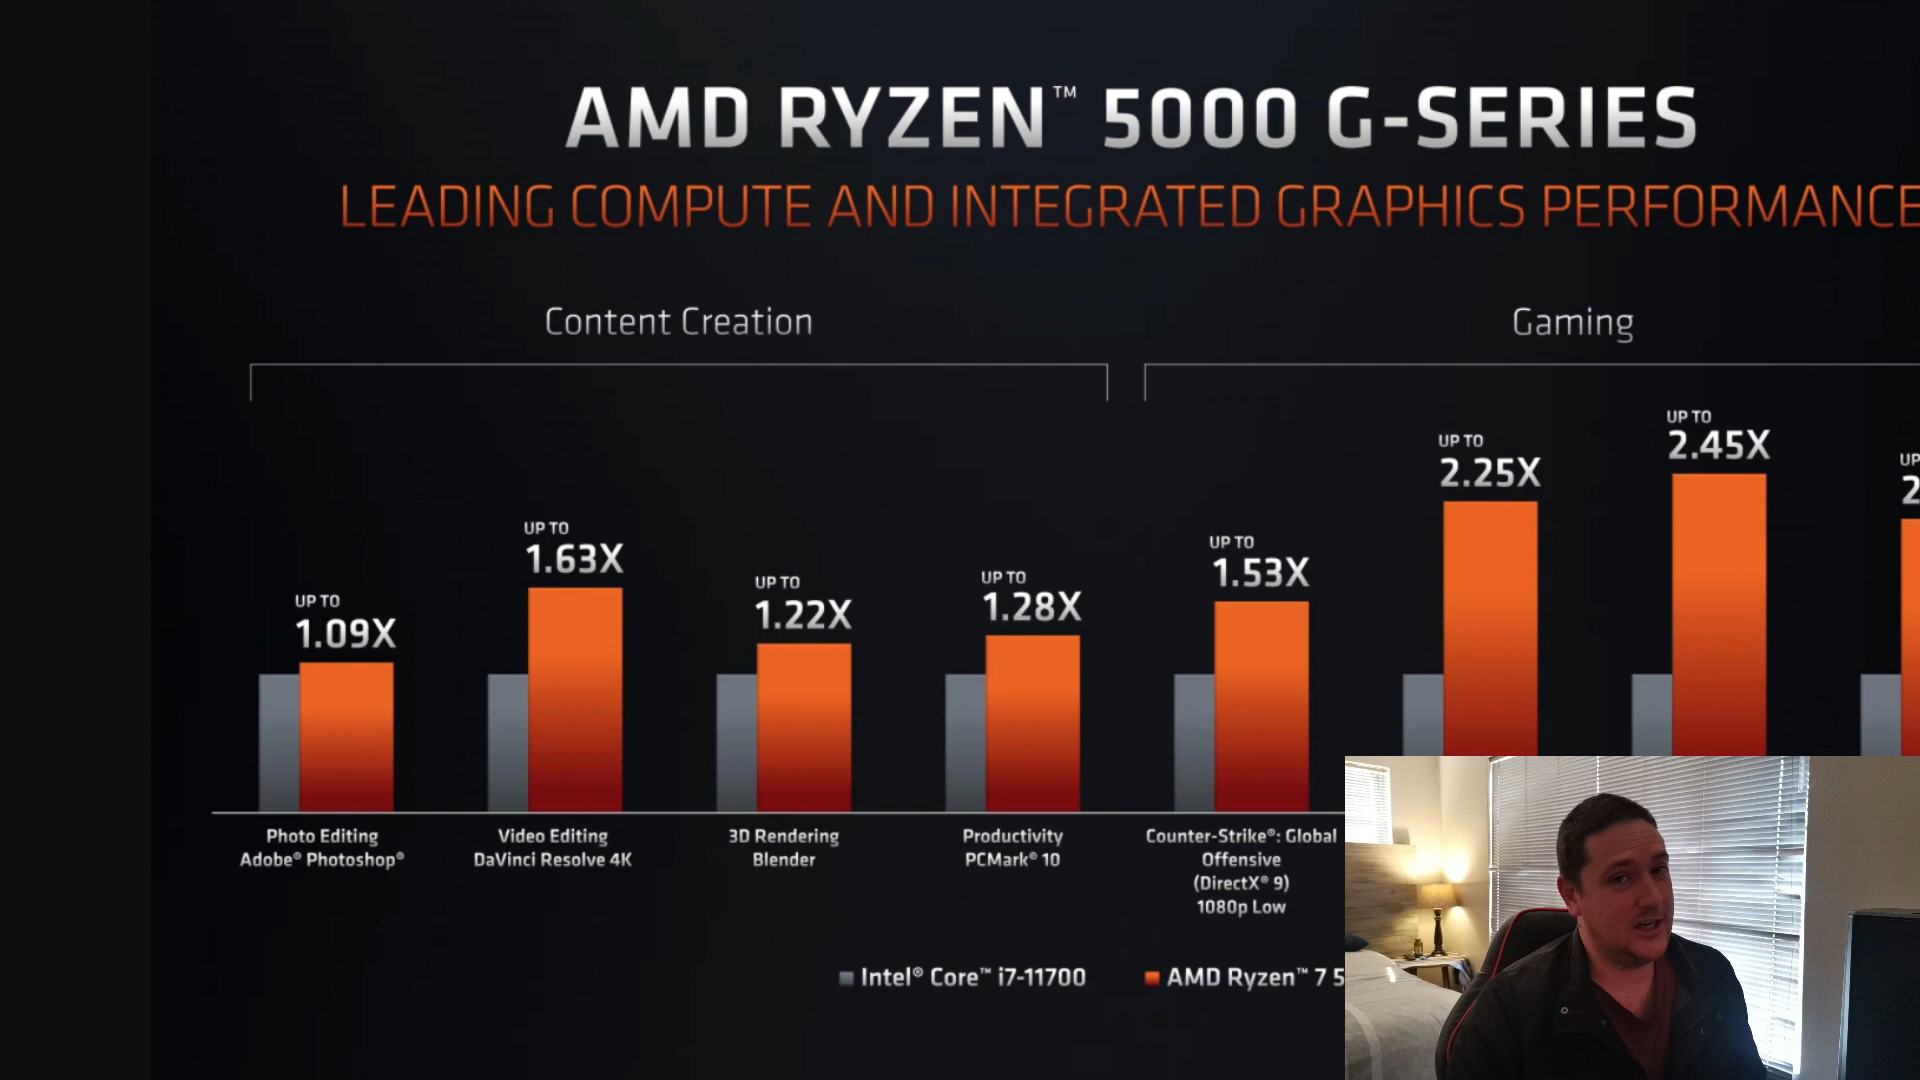 AMD RYZEN™ 5000 G-SERIES
LEADING COMPUTE AND INTEGRATED GRAPHICS PERFORMANCE
Content Creation
Gaming
UP TO
1.09X
UP TO
1.63X
UP TO
1.22X
UP TO
1.28X
UP TO
1.53X
UP TO
2.25X
UP TO
2.45X
UP
2
Photo Editing
Adobe® Photoshop®
Video Editing
DaVinci Resolve 4K
3D Rendering
Blender
Productivity
PCMark® 10
Counter-Strike®: Global
Offensive
(DirectX® 9)
1080p Low
Intel® Core™ i7-11700
AMD Ryzen™ 7 5